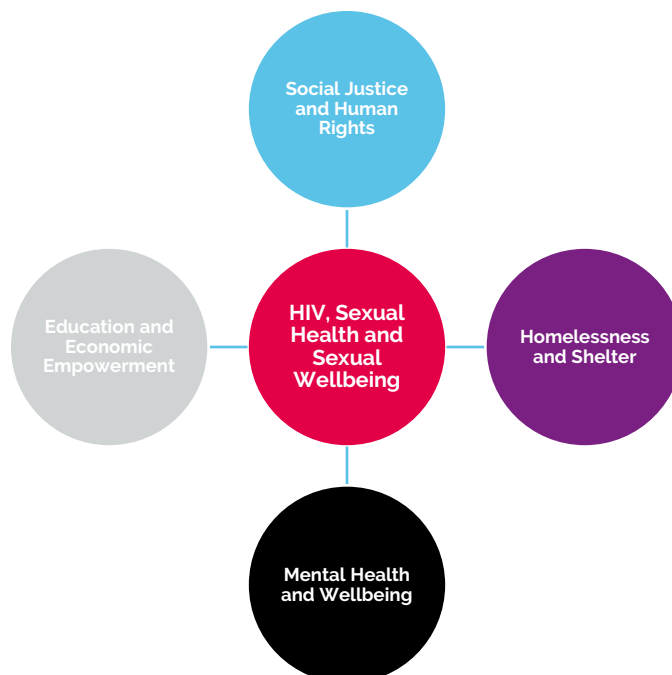 Social Justice
and Human
Rights
Education and
Economic
Empowerment
HIV, Sexual
Health and
Sexual
Wellbeing
Homelessness
and Shelter
Mental Health
and Wellbeing